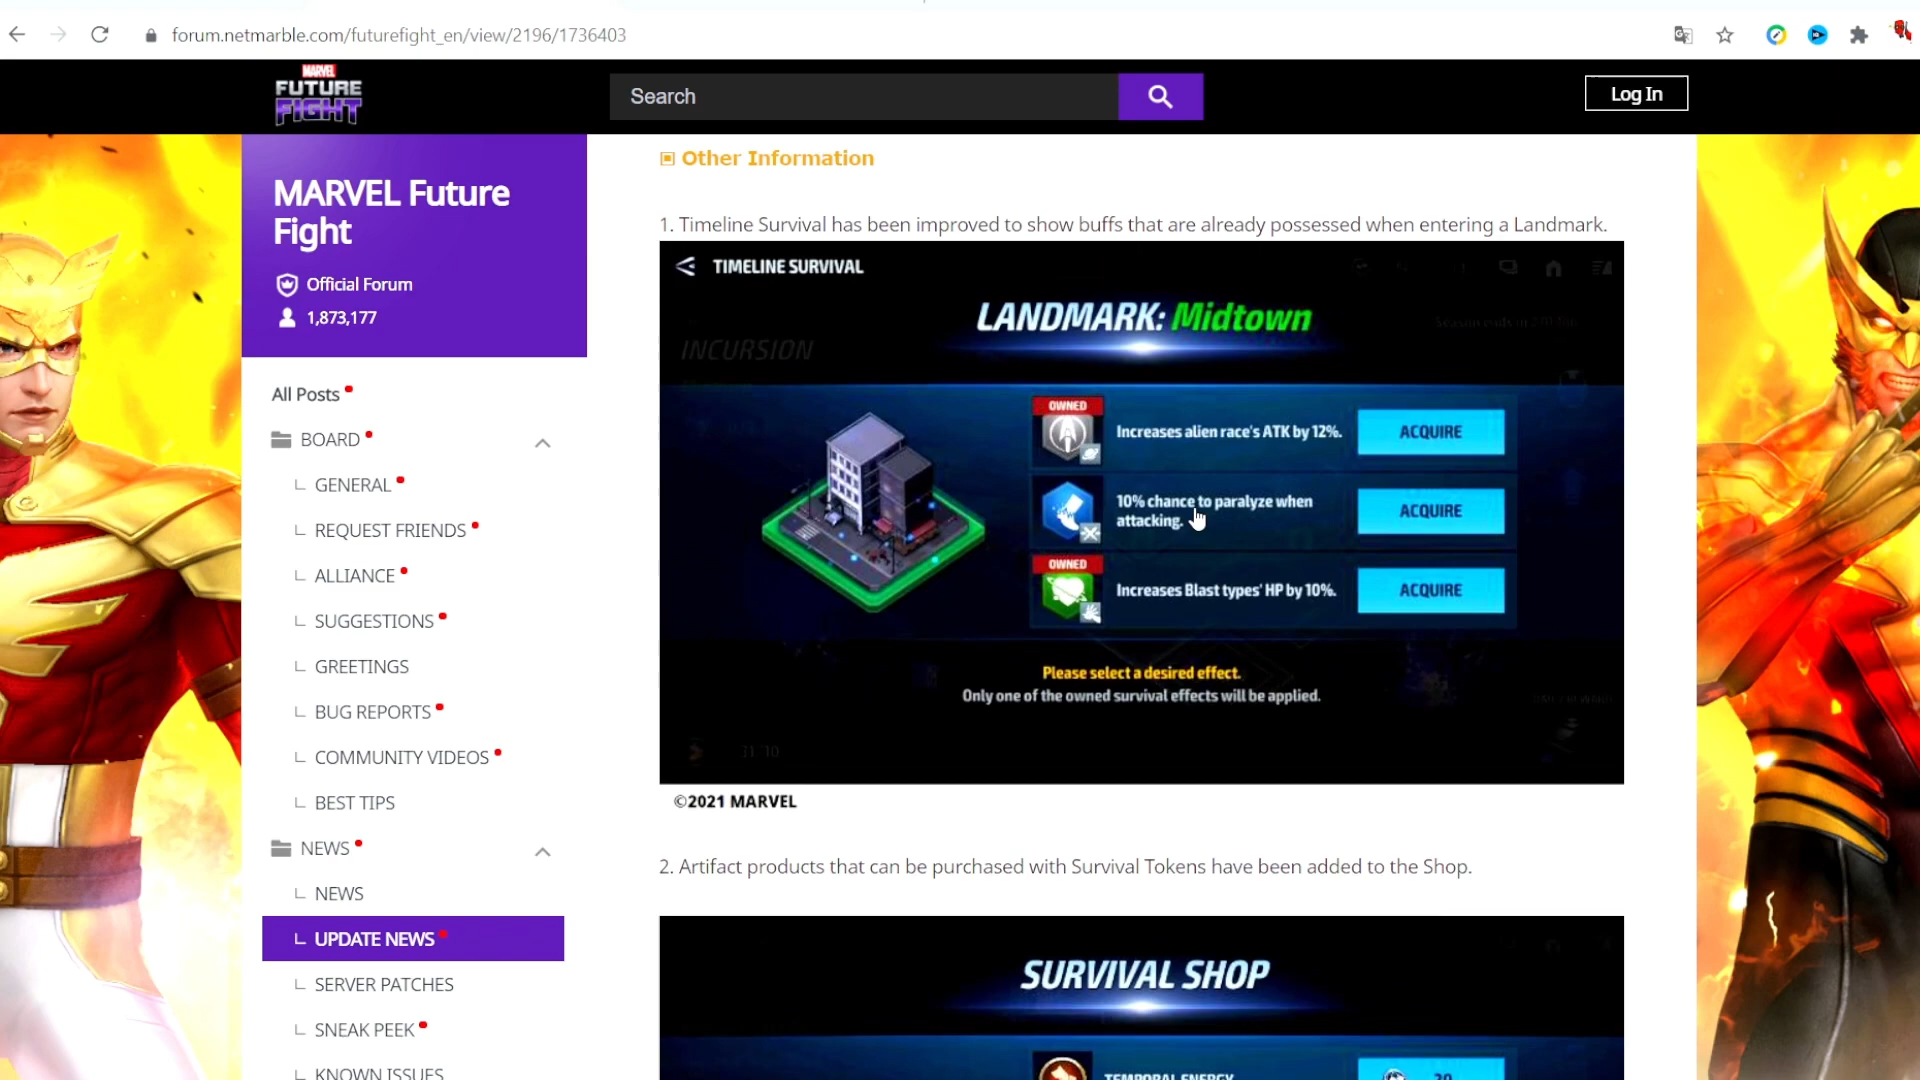 forum.netmarble.com/futurefight_en/view/2196/1736403
MARVEL
FUTURE
FIGHT
Search
Log In
MARVEL Future
Fight
Official Forum
1,873,177
All Posts
BOARD
GENERAL
REQUEST FRIENDS
ALLIANCE
SUGGESTIONS
GREETINGS
BUG REPORTS
COMMUNITY VIDEOS
BEST TIPS
NEWS
NEWS
UPDATE NEWS
SERVER PATCHES
SNEAK PEEK
KNOWN ISSUES
Other Information
1. Timeline Survival has been improved to show buffs that are already possessed when entering a Landmark.
TIMELINE SURVIVAL
LANDMARK: Midtown
INCURSION
OWNED
Increases alien race's ATK by 12%.
ACQUIRE
10% chance to paralyze when
attacking.
ACQUIRE
OWNED
Increases Blast types' HP by 10%.
ACQUIRE
Please select a desired effect.
Only one of the owned survival effects will be applied.
©2021 MARVEL
2. Artifact products that can be purchased with Survival Tokens have been added to the Shop.
SURVIVAL SHOP
TEMPORAL ENERGY
30